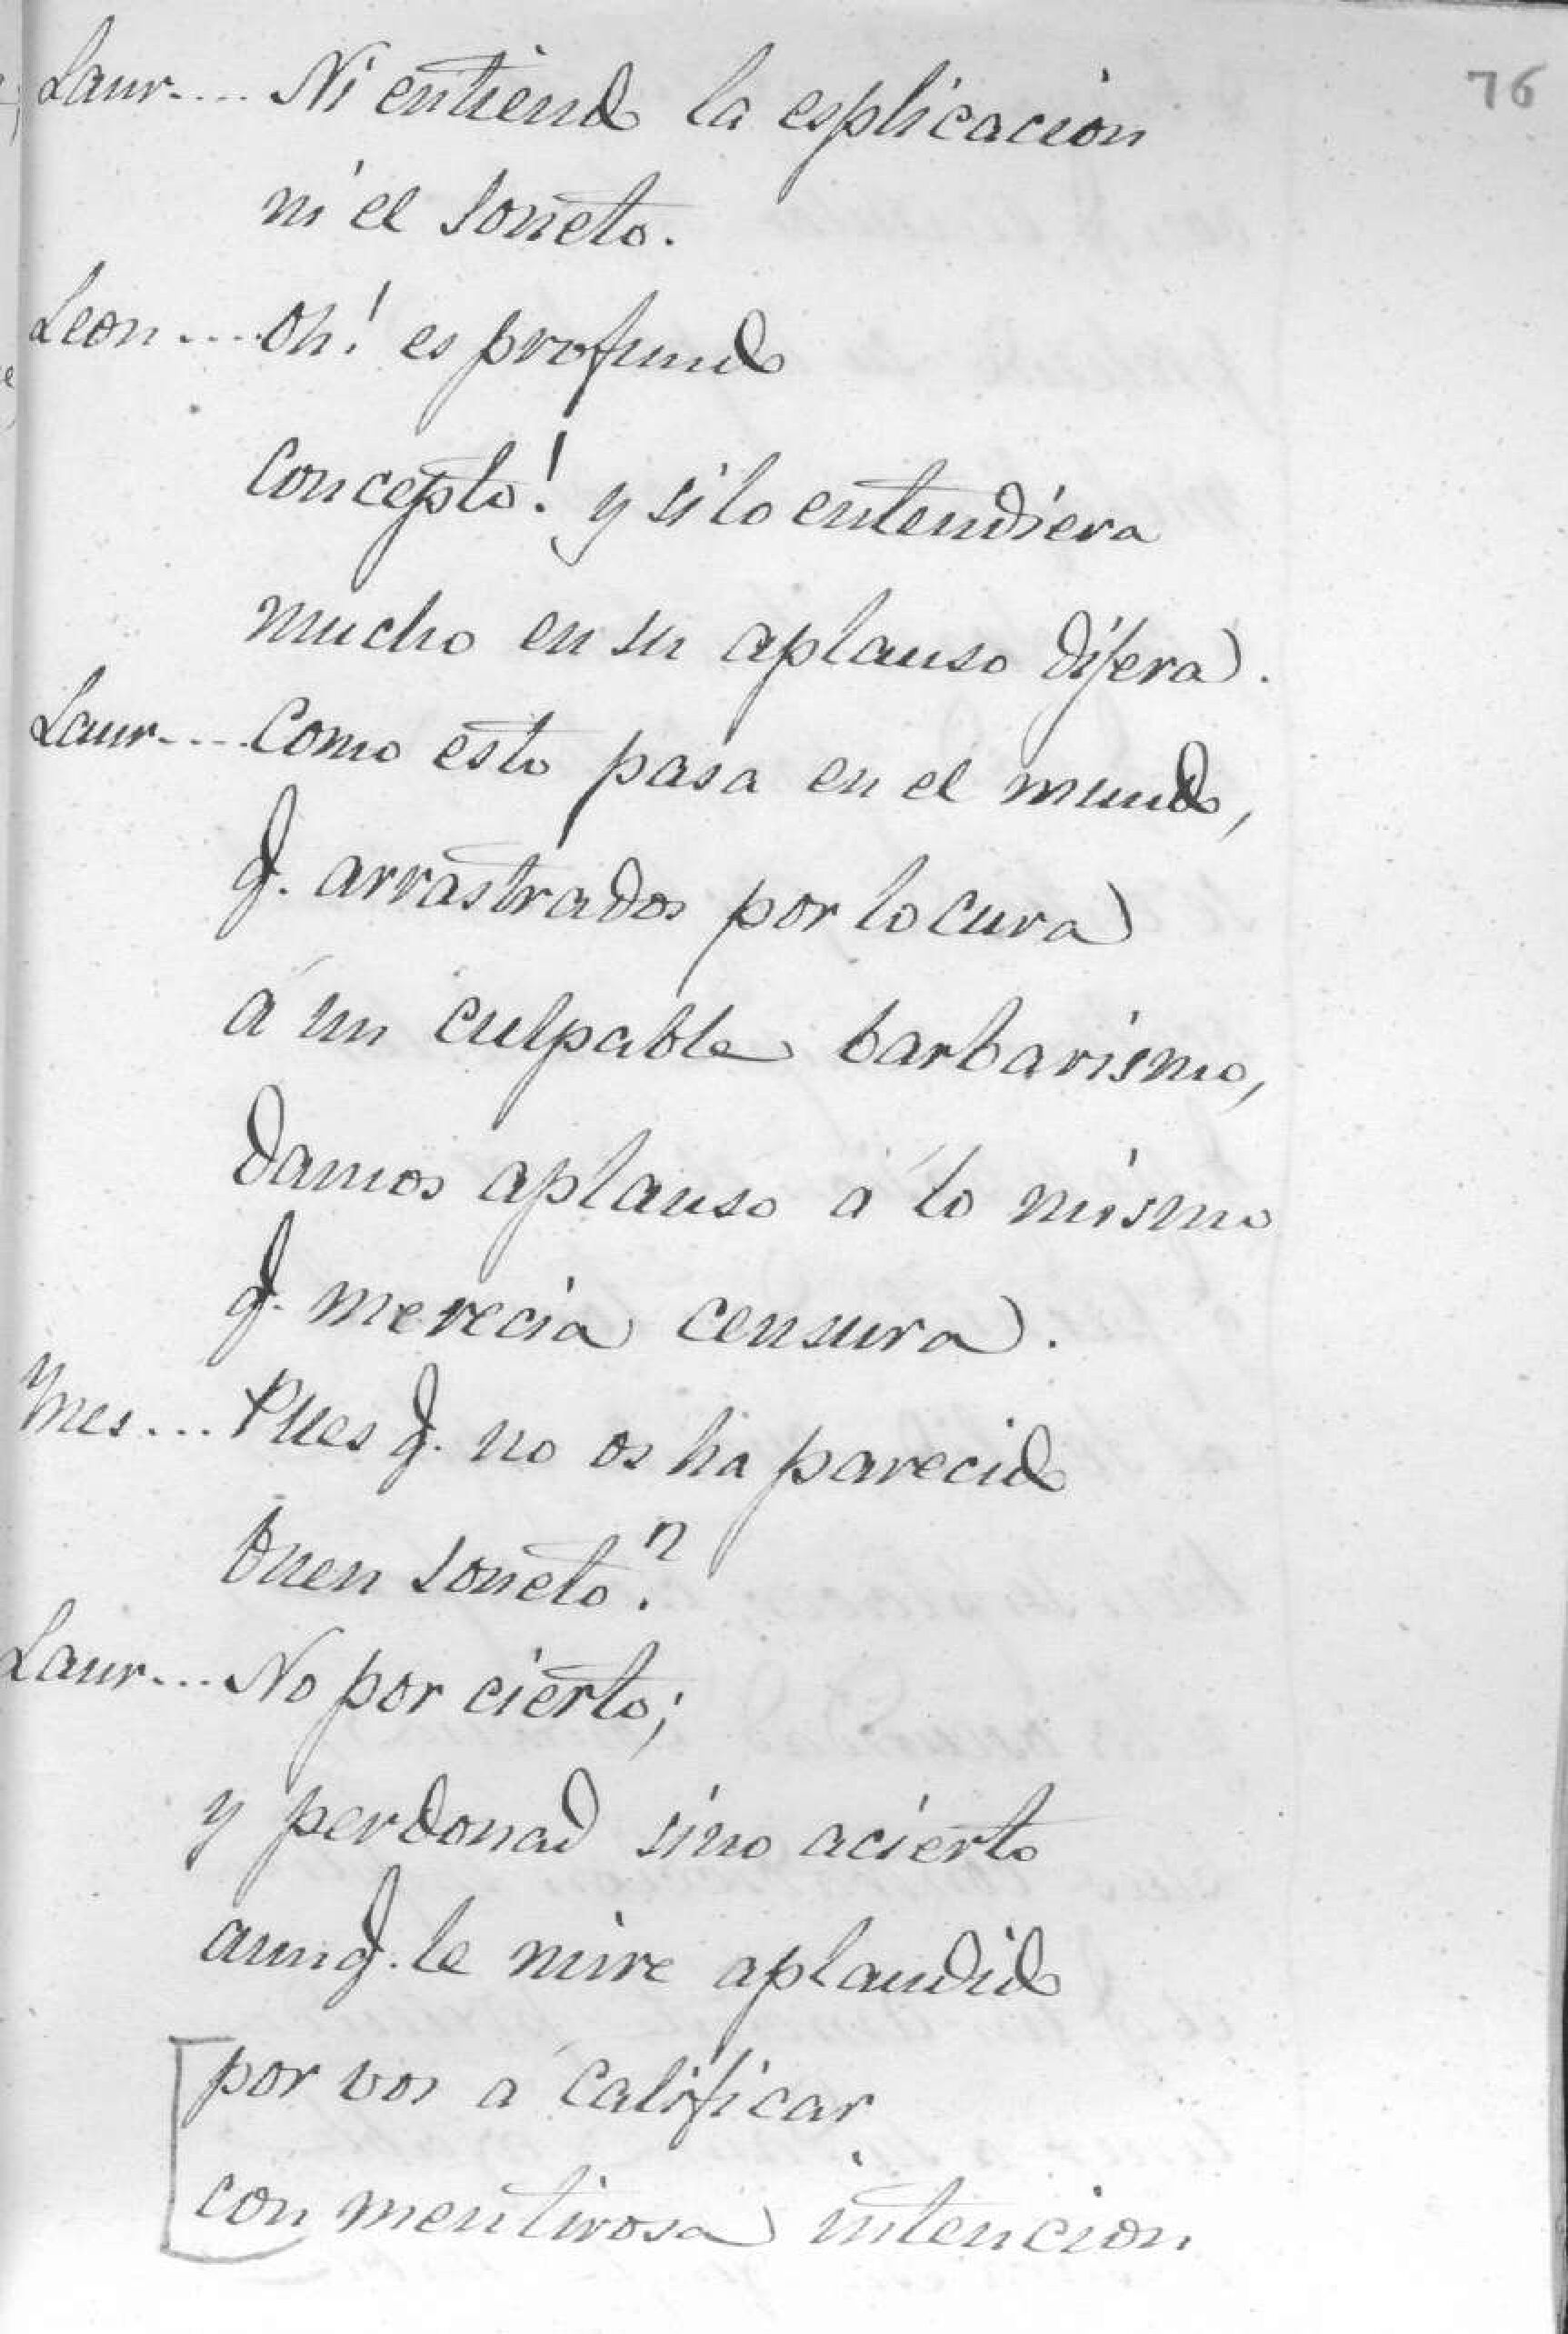 76
Laur.... Ni entiendo la esplicacion
ni el soneto.
Leon.... Oh! es profundo
concepto! y si lo entendiera
mucho en su aplauso difera.
Laur.... Como esto pasa en el mundo,
q. arrastrados por locura
á un culpable barbarismo,
damos aplauso á lo mismo
q. merecia censura.
Ynes... Pues q. no os ha parecido
buen soneto?
Laur... No por cierto;
y perdonad sino acierto
aunq. le mire aplaudido
por vos á calificar
con mentirosa intencion